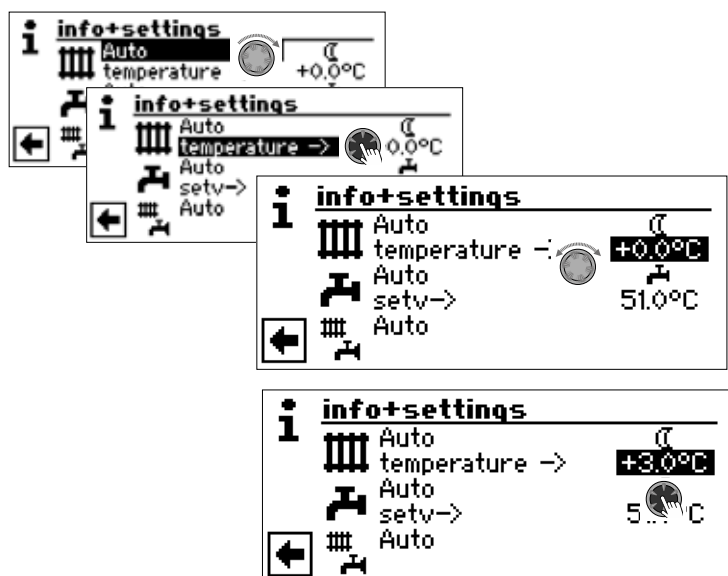 info+settings
Auto
temperature
+0.0°C
info+settings
Auto
temperature -> 0.0°C
Auto
setv->
Auto
info+settings
Auto
temperature - +0.0°C
Auto
setv-> 51.0°C
Auto
info+settings
Auto
temperature -> +3.0°C
Auto
setv->
Auto